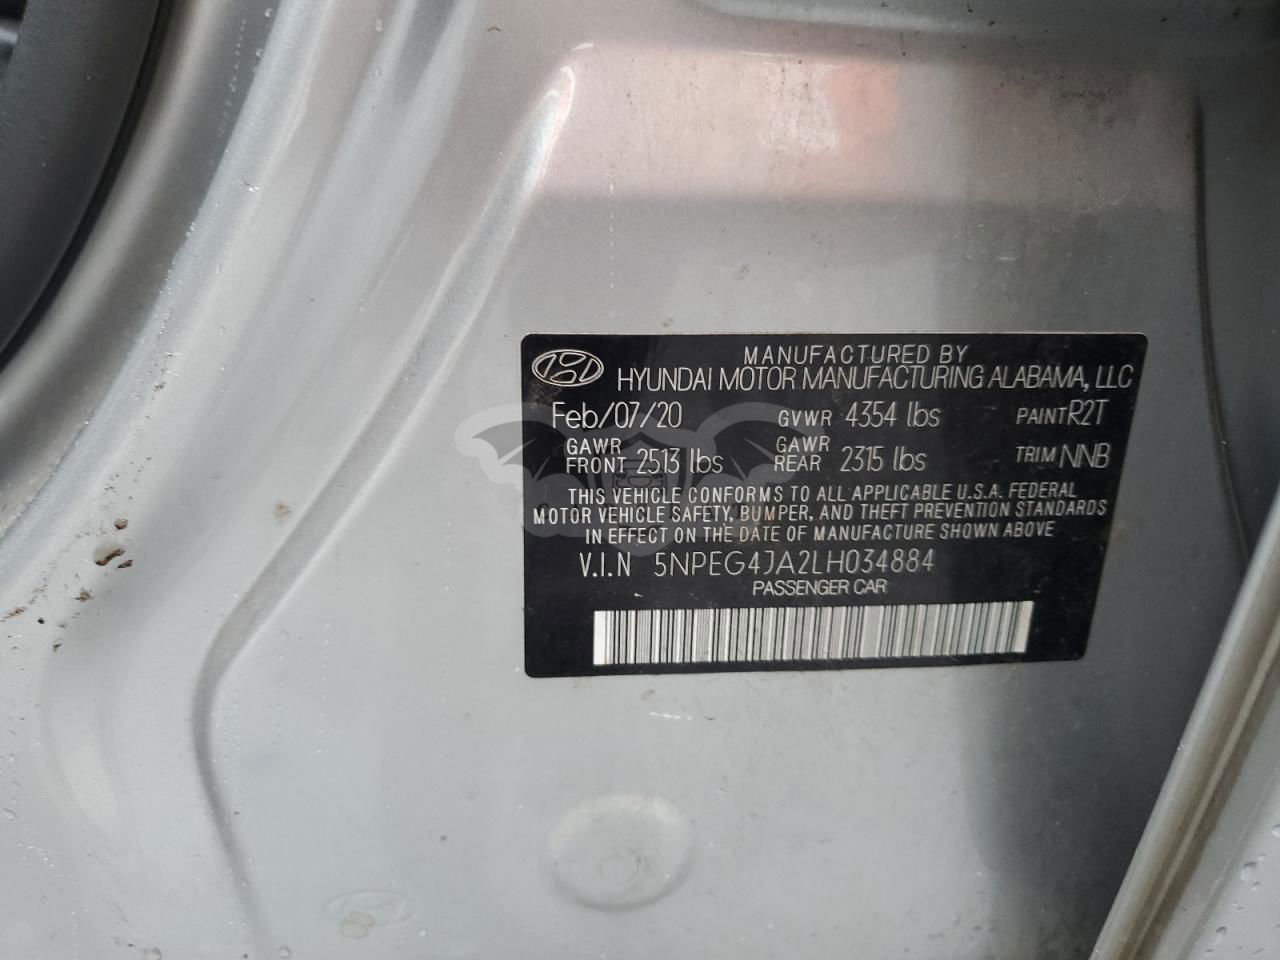 MANUFACTURED BY
HYUNDAI MOTOR MANUFACTURING ALABAMA, LLC
Feb/07/20 GVWR 4354 lbs PAINT R2T
GAWR FRONT 2513 lbs GAWR REAR 2315 lbs TRIM NNB
THIS VEHICLE CONFORMS TO ALL APPLICABLE U.S.A. FEDERAL
MOTOR VEHICLE SAFETY, BUMPER, AND THEFT PREVENTION STANDARDS
IN EFFECT ON THE DATE OF MANUFACTURE SHOWN ABOVE
V.I.N 5NPEG4JA2LH034884
PASSENGER CAR